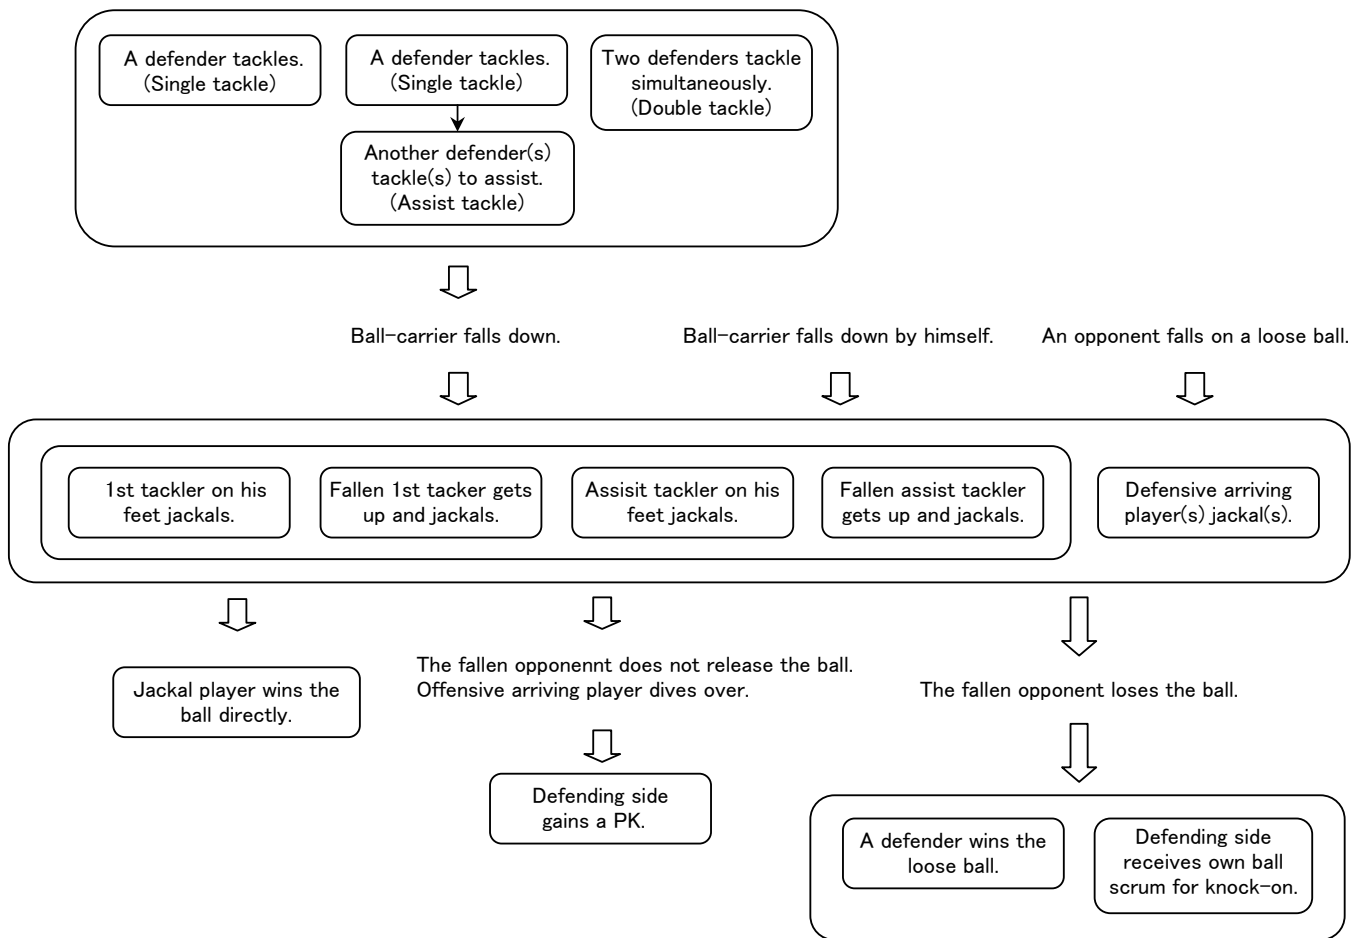 A defender tackles.
(Single tackle)
A defender tackles.
(Single tackle)
Two defenders tackle
simultaneously.
(Double tackle)
Another defender(s)
tackle(s) to assist.
(Assist tackle)
Ball-carrier falls down.
Ball-carrier falls down by himself.
An opponent falls on a loose ball.
1st tackler on his
feet jackals.
Fallen 1st tacker gets
up and jackals.
Assisit tackler on his
feet jackals.
Fallen assist tackler
gets up and jackals.
Defensive arriving
player(s) jackal(s).
Jackal player wins the
ball directly.
The fallen opponennt does not release the ball.
Offensive arriving player dives over.
The fallen opponent loses the ball.
Defending side
gains a PK.
A defender wins the
loose ball.
Defending side
receives own ball
scrum for knock-on.